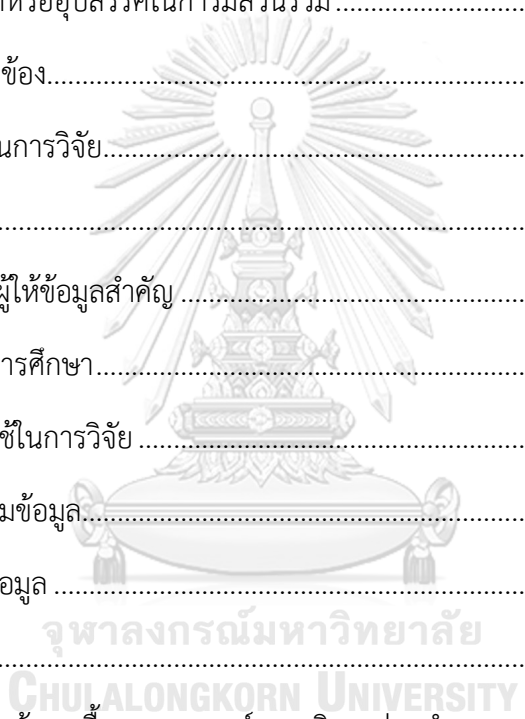 หรืออุปสรรคในการมีส่วนร่วม..............................
ข้อง..........................................................................
นการวิจัย..................................................................
.................................................................................
ผู้ให้ข้อมูลสำคัญ......................................................
ารศึกษา...................................................................
ช้ในการวิจัย.............................................................
มข้อมูล.....................................................................
อมูล..........................................................................
จุฬาลงกรณ์มหาวิทยาลัย
.................................................................................
CHULALONGKORN UNIVERSITY